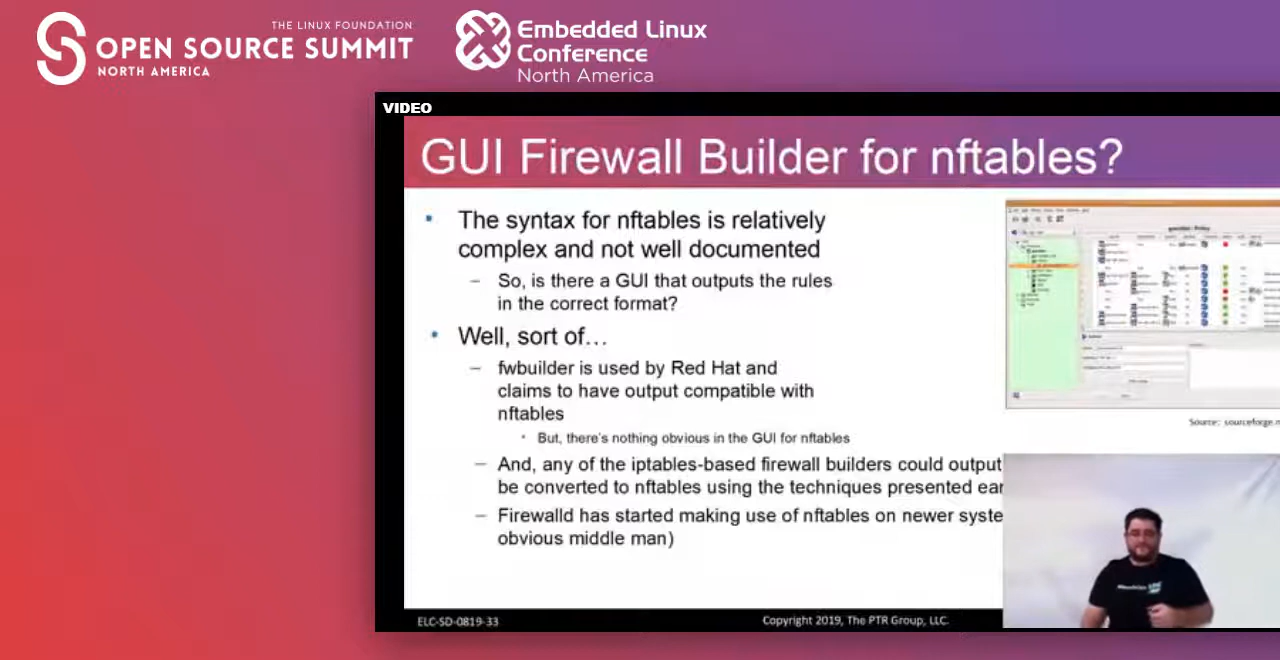 THE LINUX FOUNDATION
OPEN SOURCE SUMMIT
NORTH AMERICA
Embedded Linux
Conference
North America
VIDEO
GUI Firewall Builder for nftables?
• The syntax for nftables is relatively
complex and not well documented
– So, is there a GUI that outputs the rules
in the correct format?
• Well, sort of…
– fwbuilder is used by Red Hat and
claims to have output compatible with
nftables
• But, there's nothing obvious in the GUI for nftables
– And, any of the iptables-based firewall builders could output
be converted to nftables using the techniques presented ear
– Firewalld has started making use of nftables on newer syste
obvious middle man)
Source: sourceforge.n
ELC-SD-0819-33
Copyright 2019, The PTR Group, LLC.